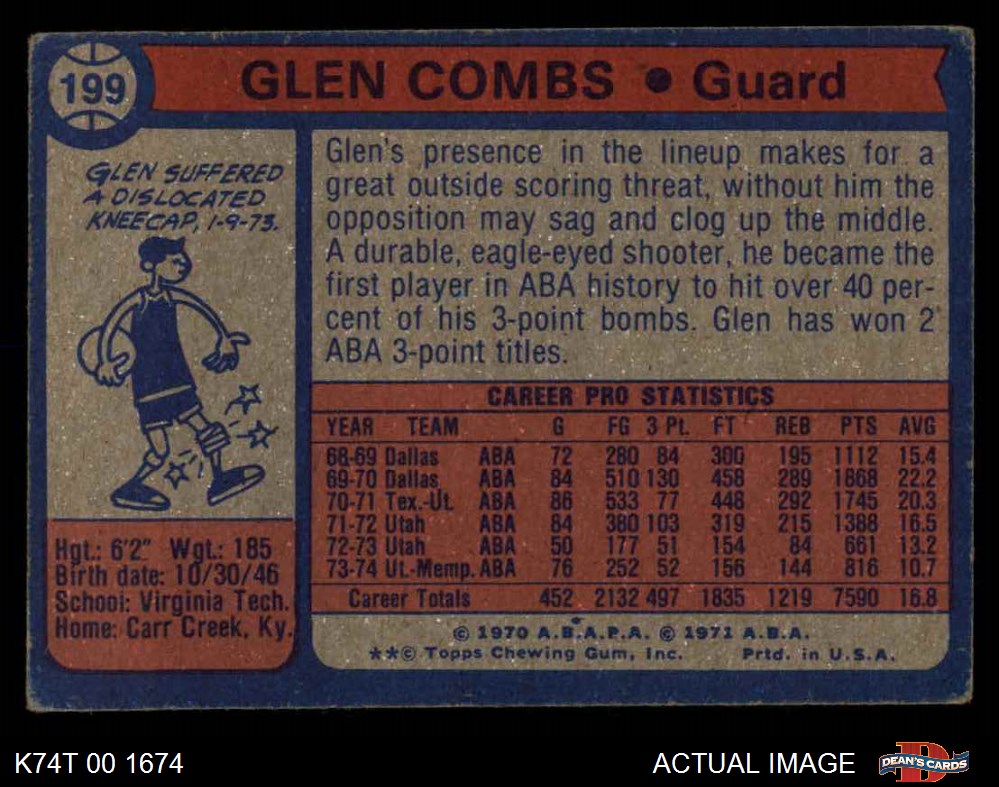 199
GLEN COMBS • Guard
GLEN SUFFERED
A DISLOCATED
KNEECAP, 1-9-73.
Glen's presence in the lineup makes for a
great outside scoring threat, without him the
opposition may sag and clog up the middle.
A durable, eagle-eyed shooter, he became the
first player in ABA history to hit over 40 per-
cent of his 3-point bombs. Glen has won 2
ABA 3-point titles.
CAREER PRO STATISTICS
YEAR TEAM G FG 3 Pt. FT REB PTS AVG
68-69 Dallas ABA 72 280 84 300 195 1112 15.4
69-70 Dallas ABA 84 510 130 458 289 1868 22.2
70-71 Tex.-Ut. ABA 86 533 77 448 292 1745 20.3
71-72 Utah ABA 84 380 103 319 215 1388 16.5
72-73 Utah ABA 50 177 51 154 84 661 13.2
73-74 Ut.-Memp. ABA 76 252 52 156 144 816 10.7
Career Totals 452 2132 497 1835 1219 7590 16.8
Hgt.: 6'2" Wgt.: 185
Birth date: 10/30/46
School: Virginia Tech.
Home: Carr Creek, Ky.
© 1970 A.B.A.P.A. © 1971 A.B.A.
**© Topps Chewing Gum, Inc. Prtd. in U.S.A.
K74T 00 1674
ACTUAL IMAGE
D
DEAN'S CARDS